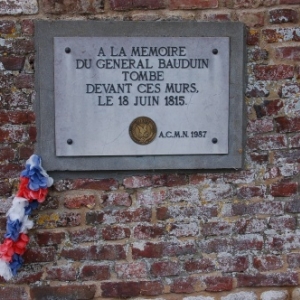 A LA MEMOIRE
DU GENERAL BAUDUIN
TOMBE
DEVANT CES MURS,
LE 18 JUIN 1815.
A.C.M.N. 1987